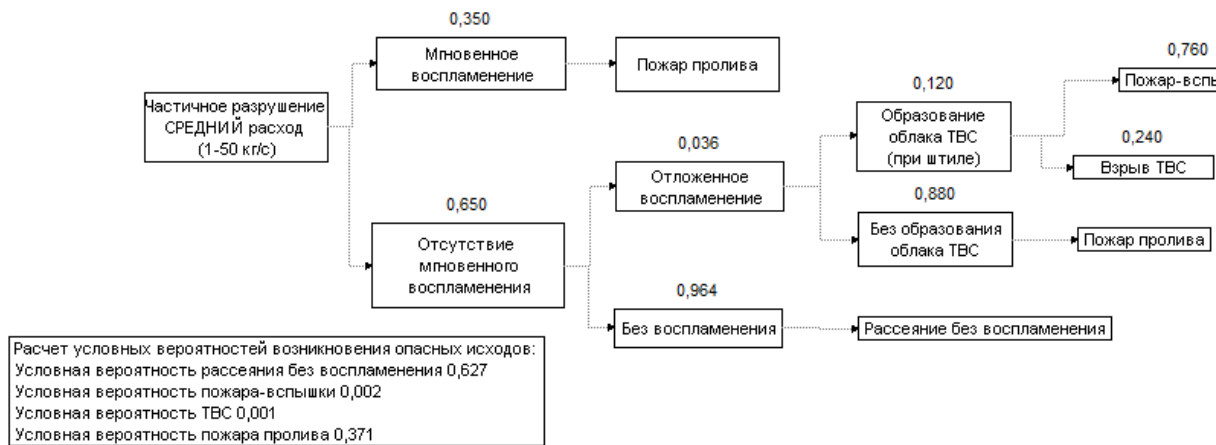 0,350
Мгновенное
воспламенение
Пожар пролива
0,760
Пожар-вспы
Частичное разрушение
СРЕДНИЙ расход
(1-50 кг/с)
0,120
Образование
облака ТВС
(при штиле)
0,240
Взрыв ТВС
0,036
Отложенное
воспламенение
0,880
Без образования
облака ТВС
Пожар пролива
0,650
Отсутствие
мгновенного
воспламенения
0,964
Без воспламенения
Рассеяние без воспламенения
Расчет условных вероятностей возникновения опасных исходов:
Условная вероятность рассеяния без воспламенения 0,627
Условная вероятность пожара-вспышки 0,002
Условная вероятность ТВС 0,001
Условная вероятность пожара пролива 0,371